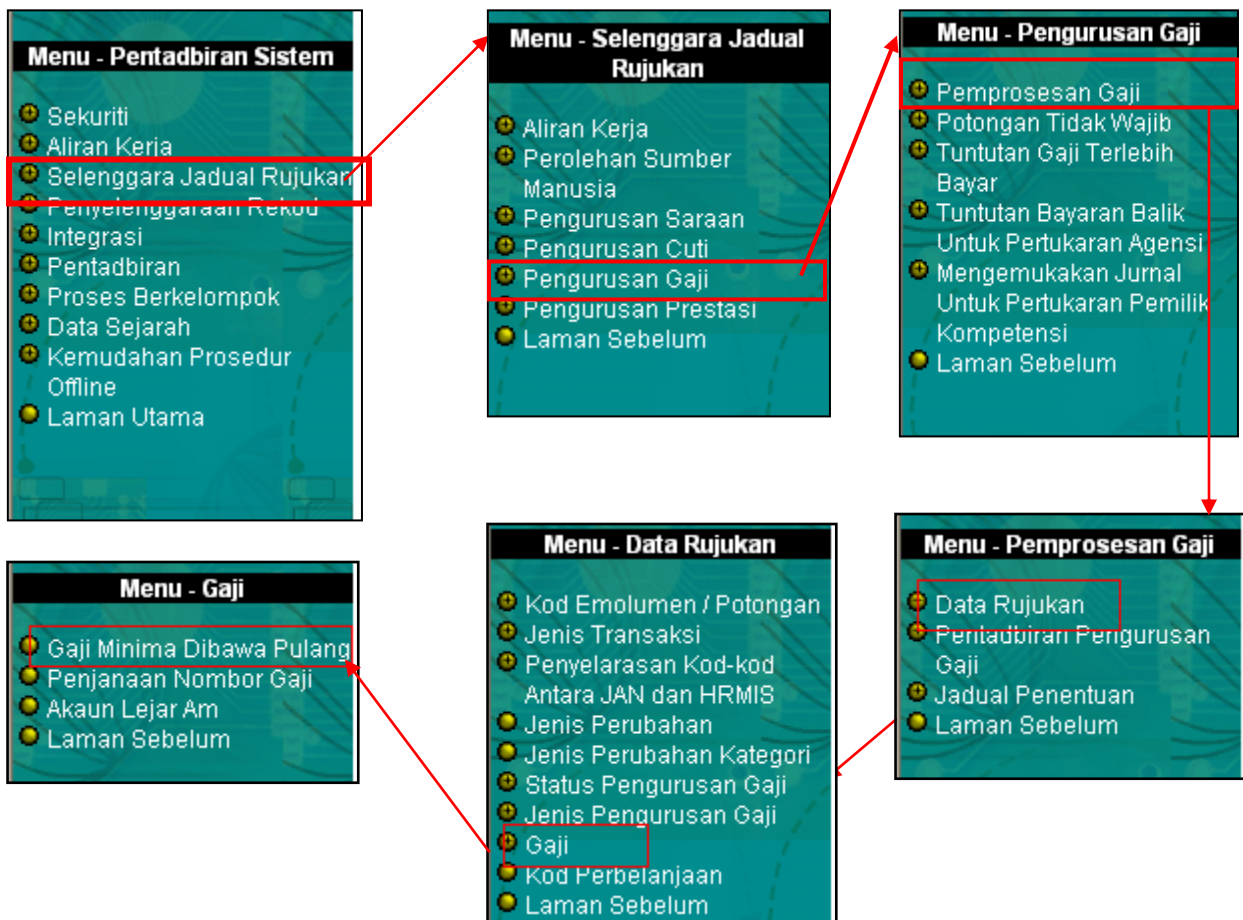 Menu - Pentadbiran Sistem
Sekuriti
Aliran Kerja
Selenggara Jadual Rujukan
Penyelenggaraan Rekod
Integrasi
Pentadbiran
Proses Berkelompok
Data Sejarah
Kemudahan Prosedur
Offline
Laman Utama
Menu - Selenggara Jadual
Rujukan
Aliran Kerja
Perolehan Sumber
Manusia
Pengurusan Saraan
Pengurusan Cuti
Pengurusan Gaji
Pengurusan Prestasi
Laman Sebelum
Menu - Pengurusan Gaji
Pemprosesan Gaji
Potongan Tidak Wajib
Tuntutan Gaji Terlebih
Bayar
Tuntutan Bayaran Balik
Untuk Pertukaran Agensi
Mengemukakan Jurnal
Untuk Pertukaran Pemilik
Kompetensi
Laman Sebelum
Menu - Pemprosesan Gaji
Data Rujukan
Pentadbiran Pengurusan
Gaji
Jadual Penentuan
Laman Sebelum
Menu - Data Rujukan
Kod Emolumen / Potongan
Jenis Transaksi
Penyelarasan Kod-kod
Antara JAN dan HRMIS
Jenis Perubahan
Jenis Perubahan Kategori
Status Pengurusan Gaji
Jenis Pengurusan Gaji
Gaji
Kod Perbelanjaan
Laman Sebelum
Menu - Gaji
Gaji Minima Dibawa Pulang
Penjanaan Nombor Gaji
Akaun Lejar Am
Laman Sebelum